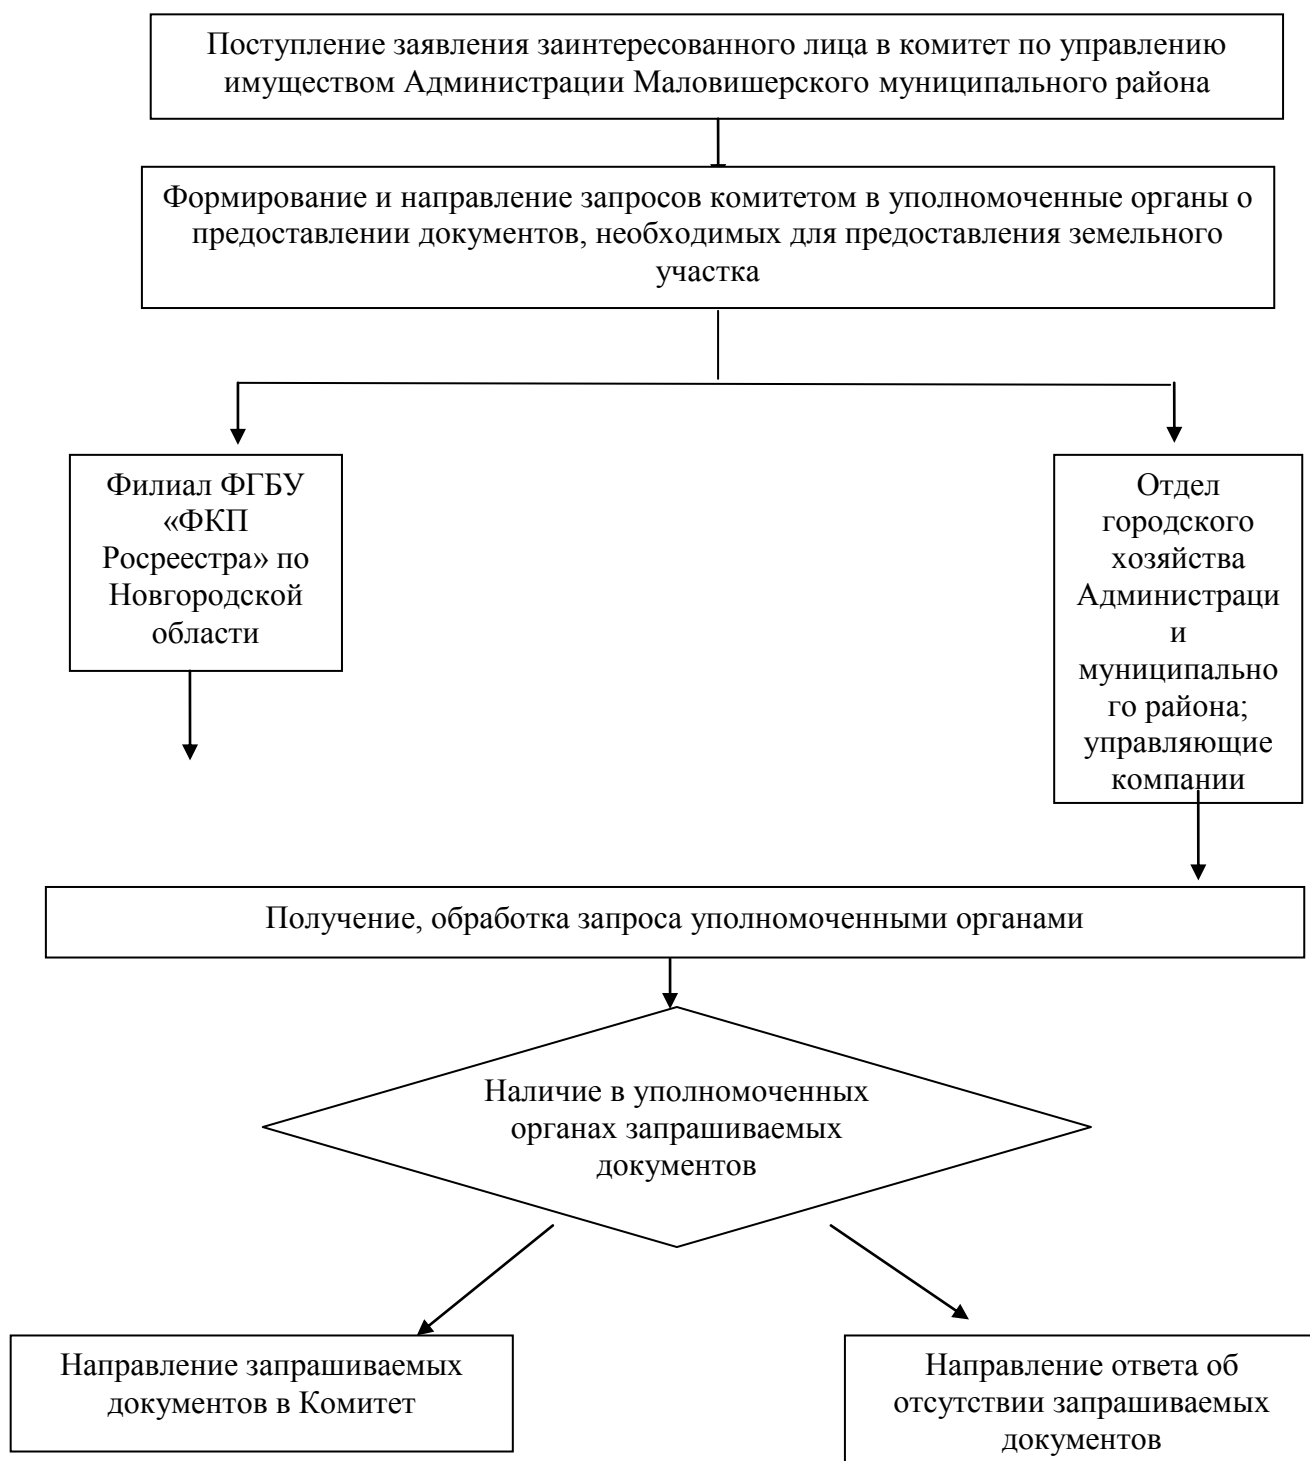 Поступление заявления заинтересованного лица в комитет по управлению
имуществом Администрации Маловишерского муниципального района
Формирование и направление запросов комитетом в уполномоченные органы о
предоставлении документов, необходимых для предоставления земельного
участка
Филиал ФГБУ
«ФКП
Росреестра» по
Новгородской
области
Отдел
городского
хозяйства
Администраци
и
муниципально
го района;
управляющие
компании
Получение, обработка запроса уполномоченными органами
Наличие в уполномоченных
органах запрашиваемых
документов
Направление запрашиваемых
документов в Комитет
Направление ответа об
отсутствии запрашиваемых
документов